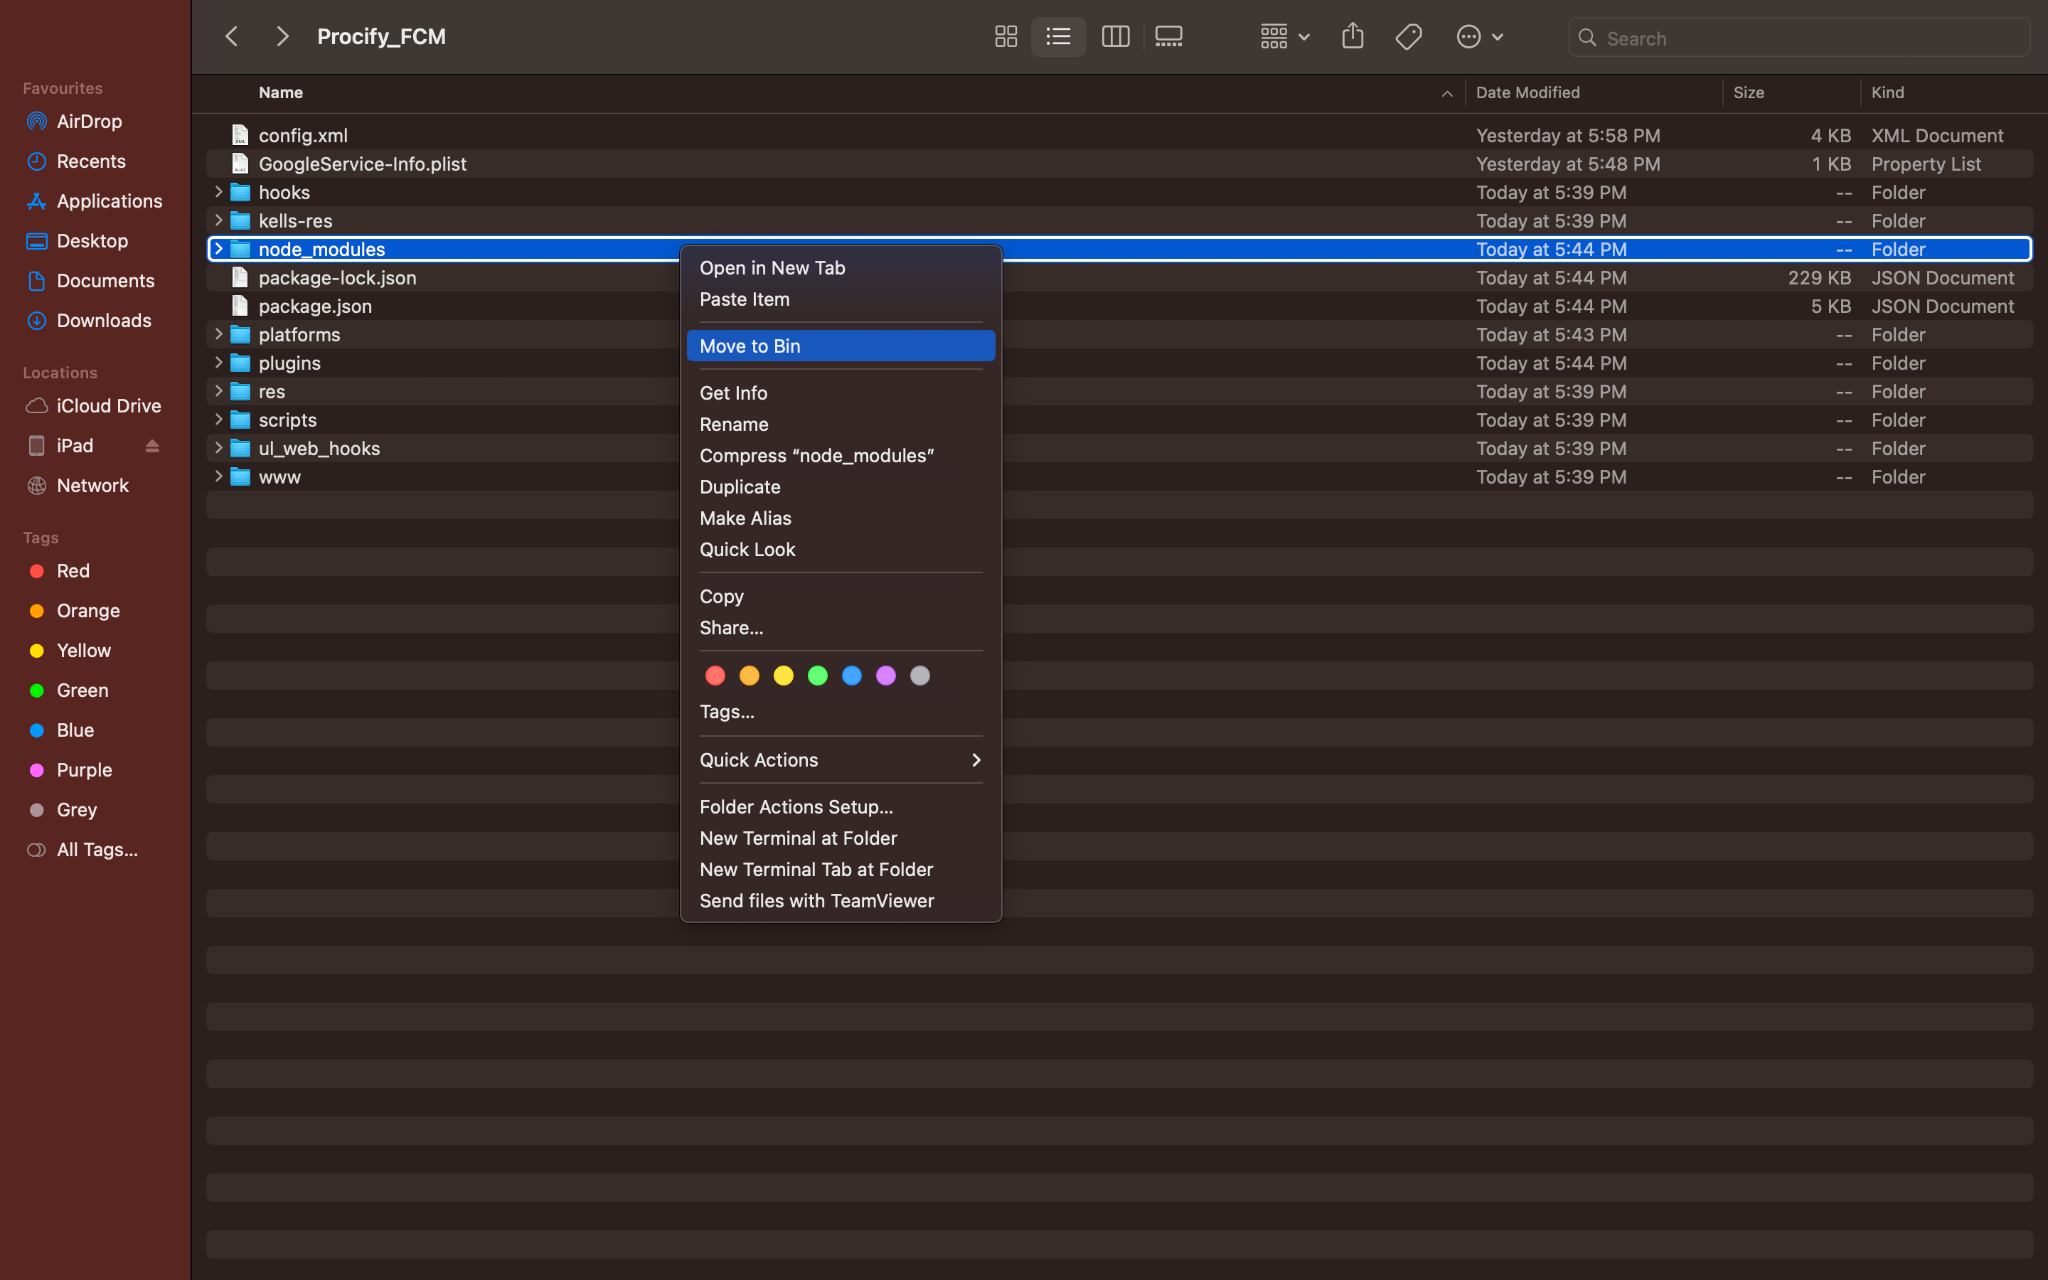 Procify_FCM
Search
Favourites
AirDrop
Recents
Applications
Desktop
Documents
Downloads
Locations
iCloud Drive
iPad
Network
Tags
Red
Orange
Yellow
Green
Blue
Purple
Grey
All Tags...
Name Date Modified Size Kind
config.xml Yesterday at 5:58 PM 4 KB XML Document
GoogleService-Info.plist Yesterday at 5:48 PM 1 KB Property List
hooks Today at 5:39 PM -- Folder
kells-res Today at 5:39 PM -- Folder
node_modules Today at 5:44 PM -- Folder
package-lock.json Today at 5:44 PM 229 KB JSON Document
package.json Today at 5:44 PM 5 KB JSON Document
platforms Today at 5:43 PM -- Folder
plugins Today at 5:44 PM -- Folder
res Today at 5:39 PM -- Folder
scripts Today at 5:39 PM -- Folder
ul_web_hooks Today at 5:39 PM -- Folder
www Today at 5:39 PM -- Folder
Open in New Tab
Paste Item
Move to Bin
Get Info
Rename
Compress “node_modules”
Duplicate
Make Alias
Quick Look
Copy
Share...
Tags...
Quick Actions
Folder Actions Setup...
New Terminal at Folder
New Terminal Tab at Folder
Send files with TeamViewer